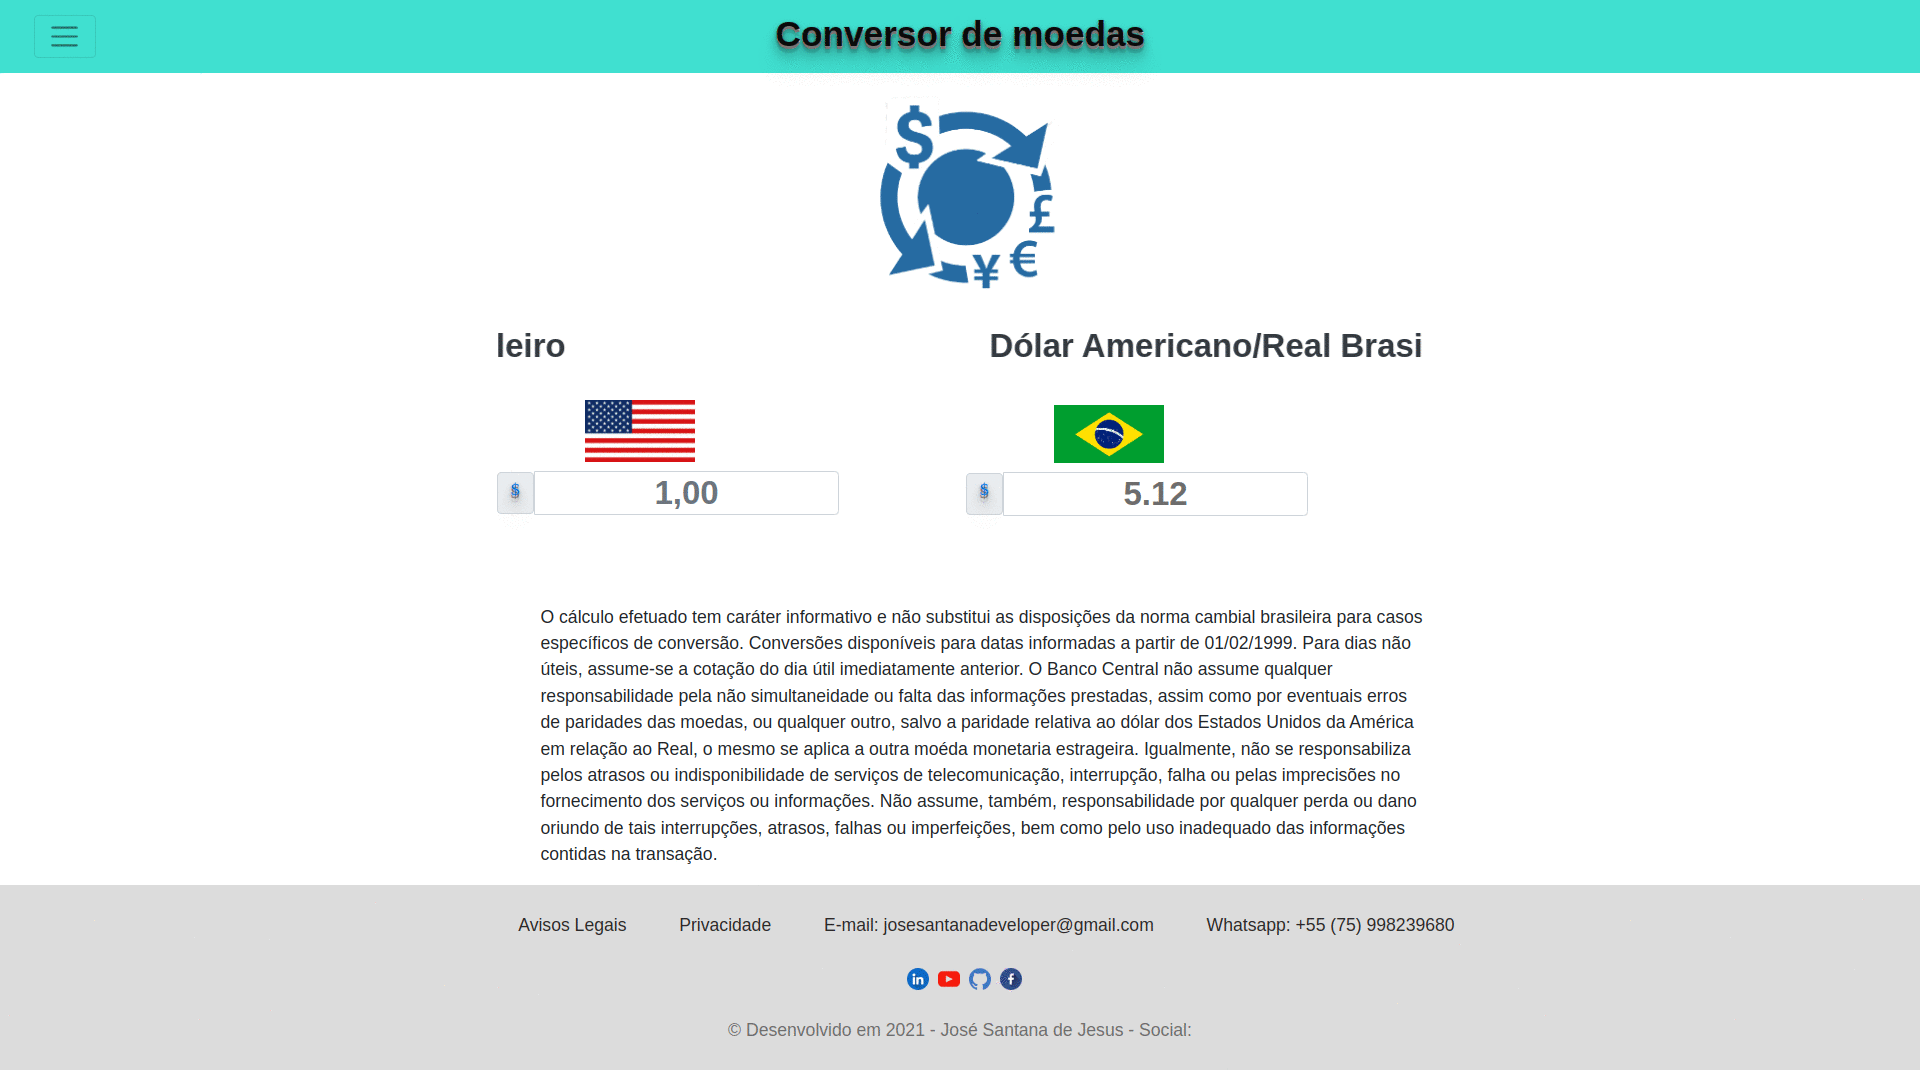 Conversor de moedas
$
£
€
¥
leiro
Dólar Americano/Real Brasi
$ 1,00
$ 5.12
O cálculo efetuado tem caráter informativo e não substitui as disposições da norma cambial brasileira para casos
específicos de conversão. Conversões disponíveis para datas informadas a partir de 01/02/1999. Para dias não
úteis, assume-se a cotação do dia útil imediatamente anterior. O Banco Central não assume qualquer
responsabilidade pela não simultaneidade ou falta das informações prestadas, assim como por eventuais erros
de paridades das moedas, ou qualquer outro, salvo a paridade relativa ao dólar dos Estados Unidos da América
em relação ao Real, o mesmo se aplica a outra moéda monetaria estrageira. Igualmente, não se responsabiliza
pelos atrasos ou indisponibilidade de serviços de telecomunicação, interrupção, falha ou pelas imprecisões no
fornecimento dos serviços ou informações. Não assume, também, responsabilidade por qualquer perda ou dano
oriundo de tais interrupções, atrasos, falhas ou imperfeições, bem como pelo uso inadequado das informações
contidas na transação.
Avisos Legais Privacidade E-mail: josesantanadeveloper@gmail.com Whatsapp: +55 (75) 998239680
© Desenvolvido em 2021 - José Santana de Jesus - Social: